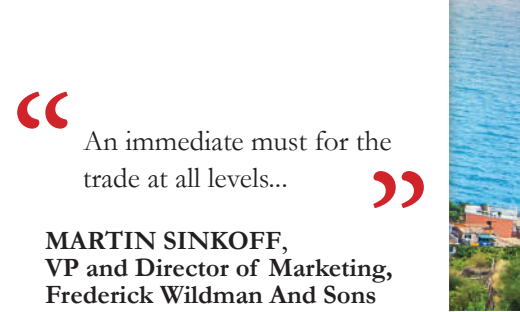 “
An immediate must for the
trade at all levels...
”
MARTIN SINKOFF,
VP and Director of Marketing,
Frederick Wildman And Sons